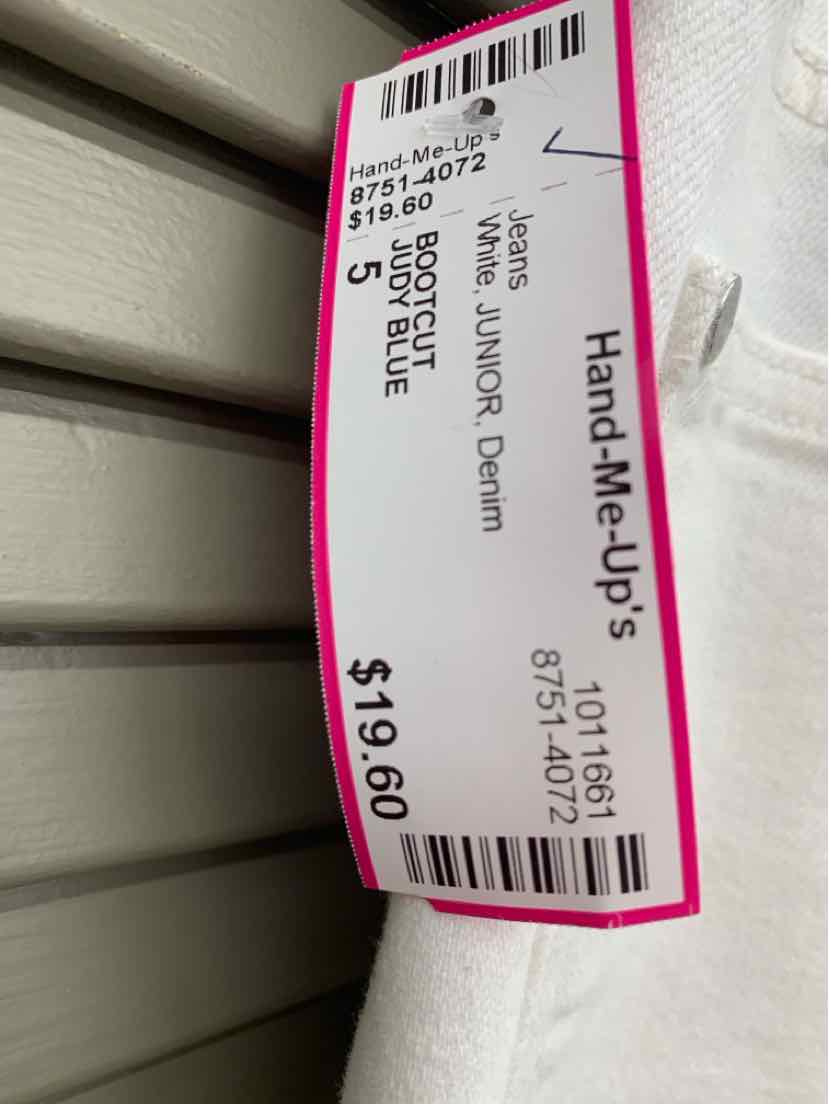 Hand-Me-Up's
8751-4072
$19.60
Hand-Me-Up's
1011661
8751-4072
Jeans
White, JUNIOR, Denim
BOOTCUT
JUDY BLUE
5
$19.60